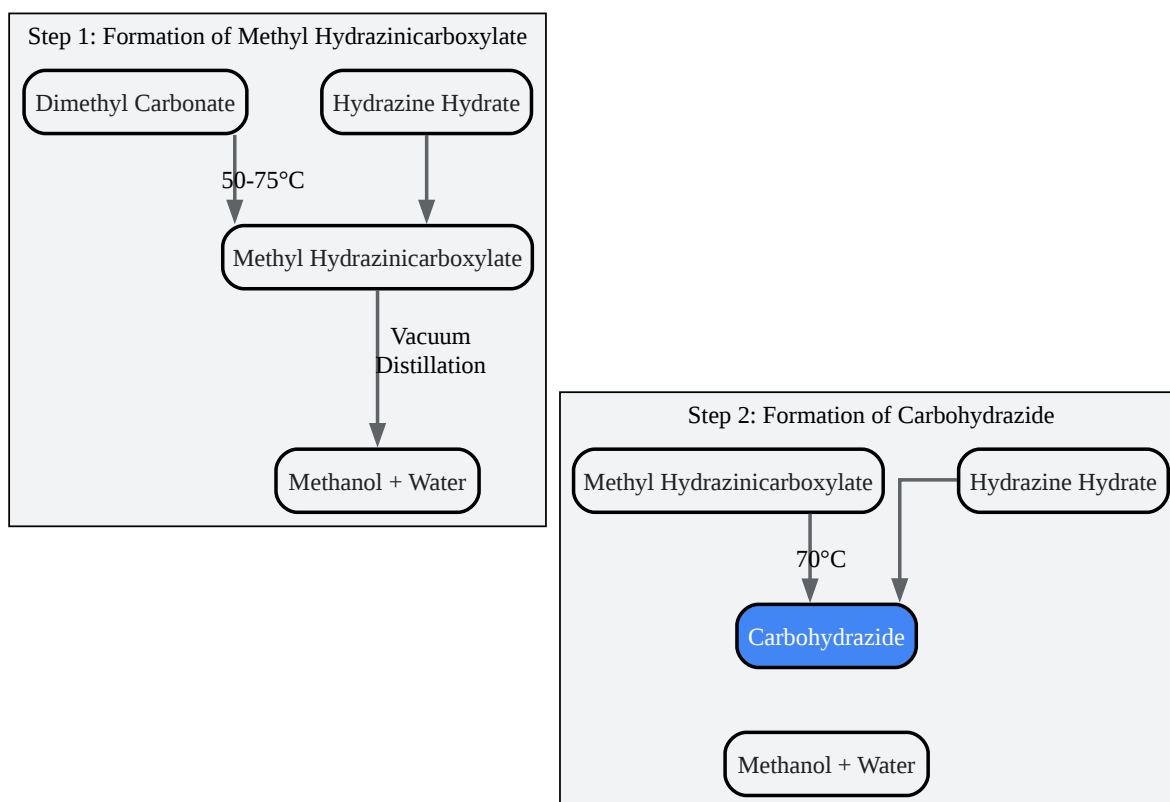 Step 1: Formation of Methyl Hydrazinicarboxylate
Dimethyl Carbonate
Hydrazine Hydrate
50-75°C
Methyl Hydrazinicarboxylate
Vacuum
Distillation
Methanol + Water
Step 2: Formation of Carbohydrazide
Methyl Hydrazinicarboxylate
Hydrazine Hydrate
70°C
Carbohydrazide
Methanol + Water